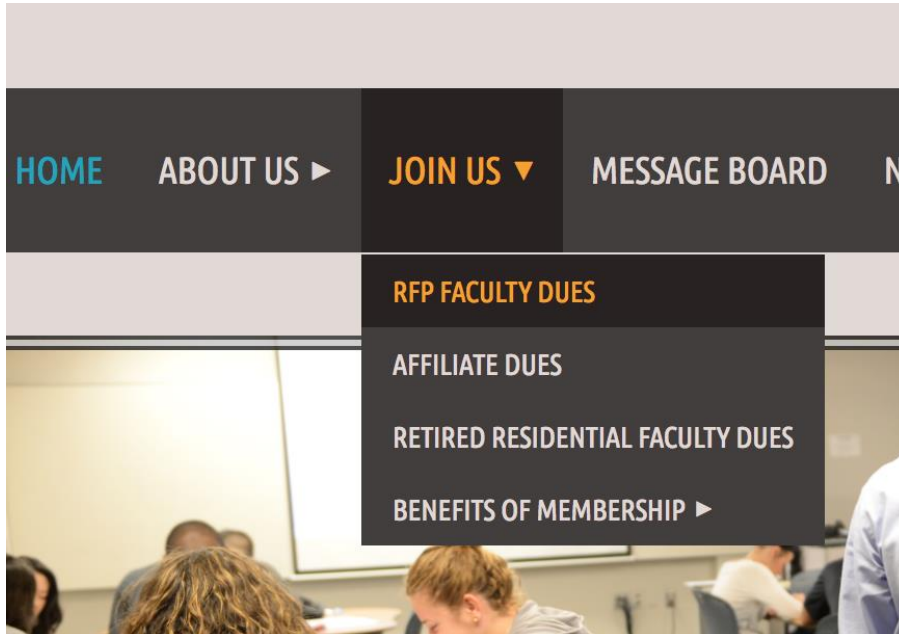 HOME ABOUT US ► JOIN US ▼ MESSAGE BOARD N
RFP FACULTY DUES
AFFILIATE DUES
RETIRED RESIDENTIAL FACULTY DUES
BENEFITS OF MEMBERSHIP ►